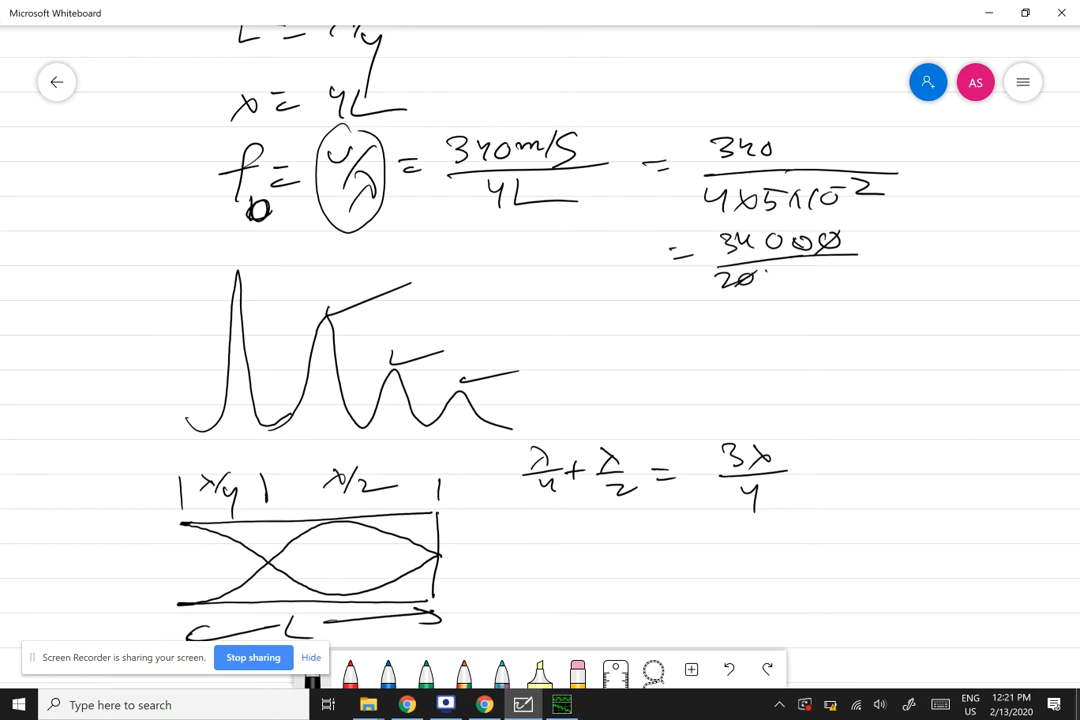 Microsoft Whiteboard
L = λ/4
AS
λ = 4L
f₀ = v/λ = 340m/s / 4L = 340 / 4x5x10⁻²
= 34000 / 20
λ/4 λ/2
λ/4 + λ/2 = 3λ/4
L
Screen Recorder is sharing your screen. Stop sharing Hide
Type here to search
ENG
US
12:21 PM
2/13/2020